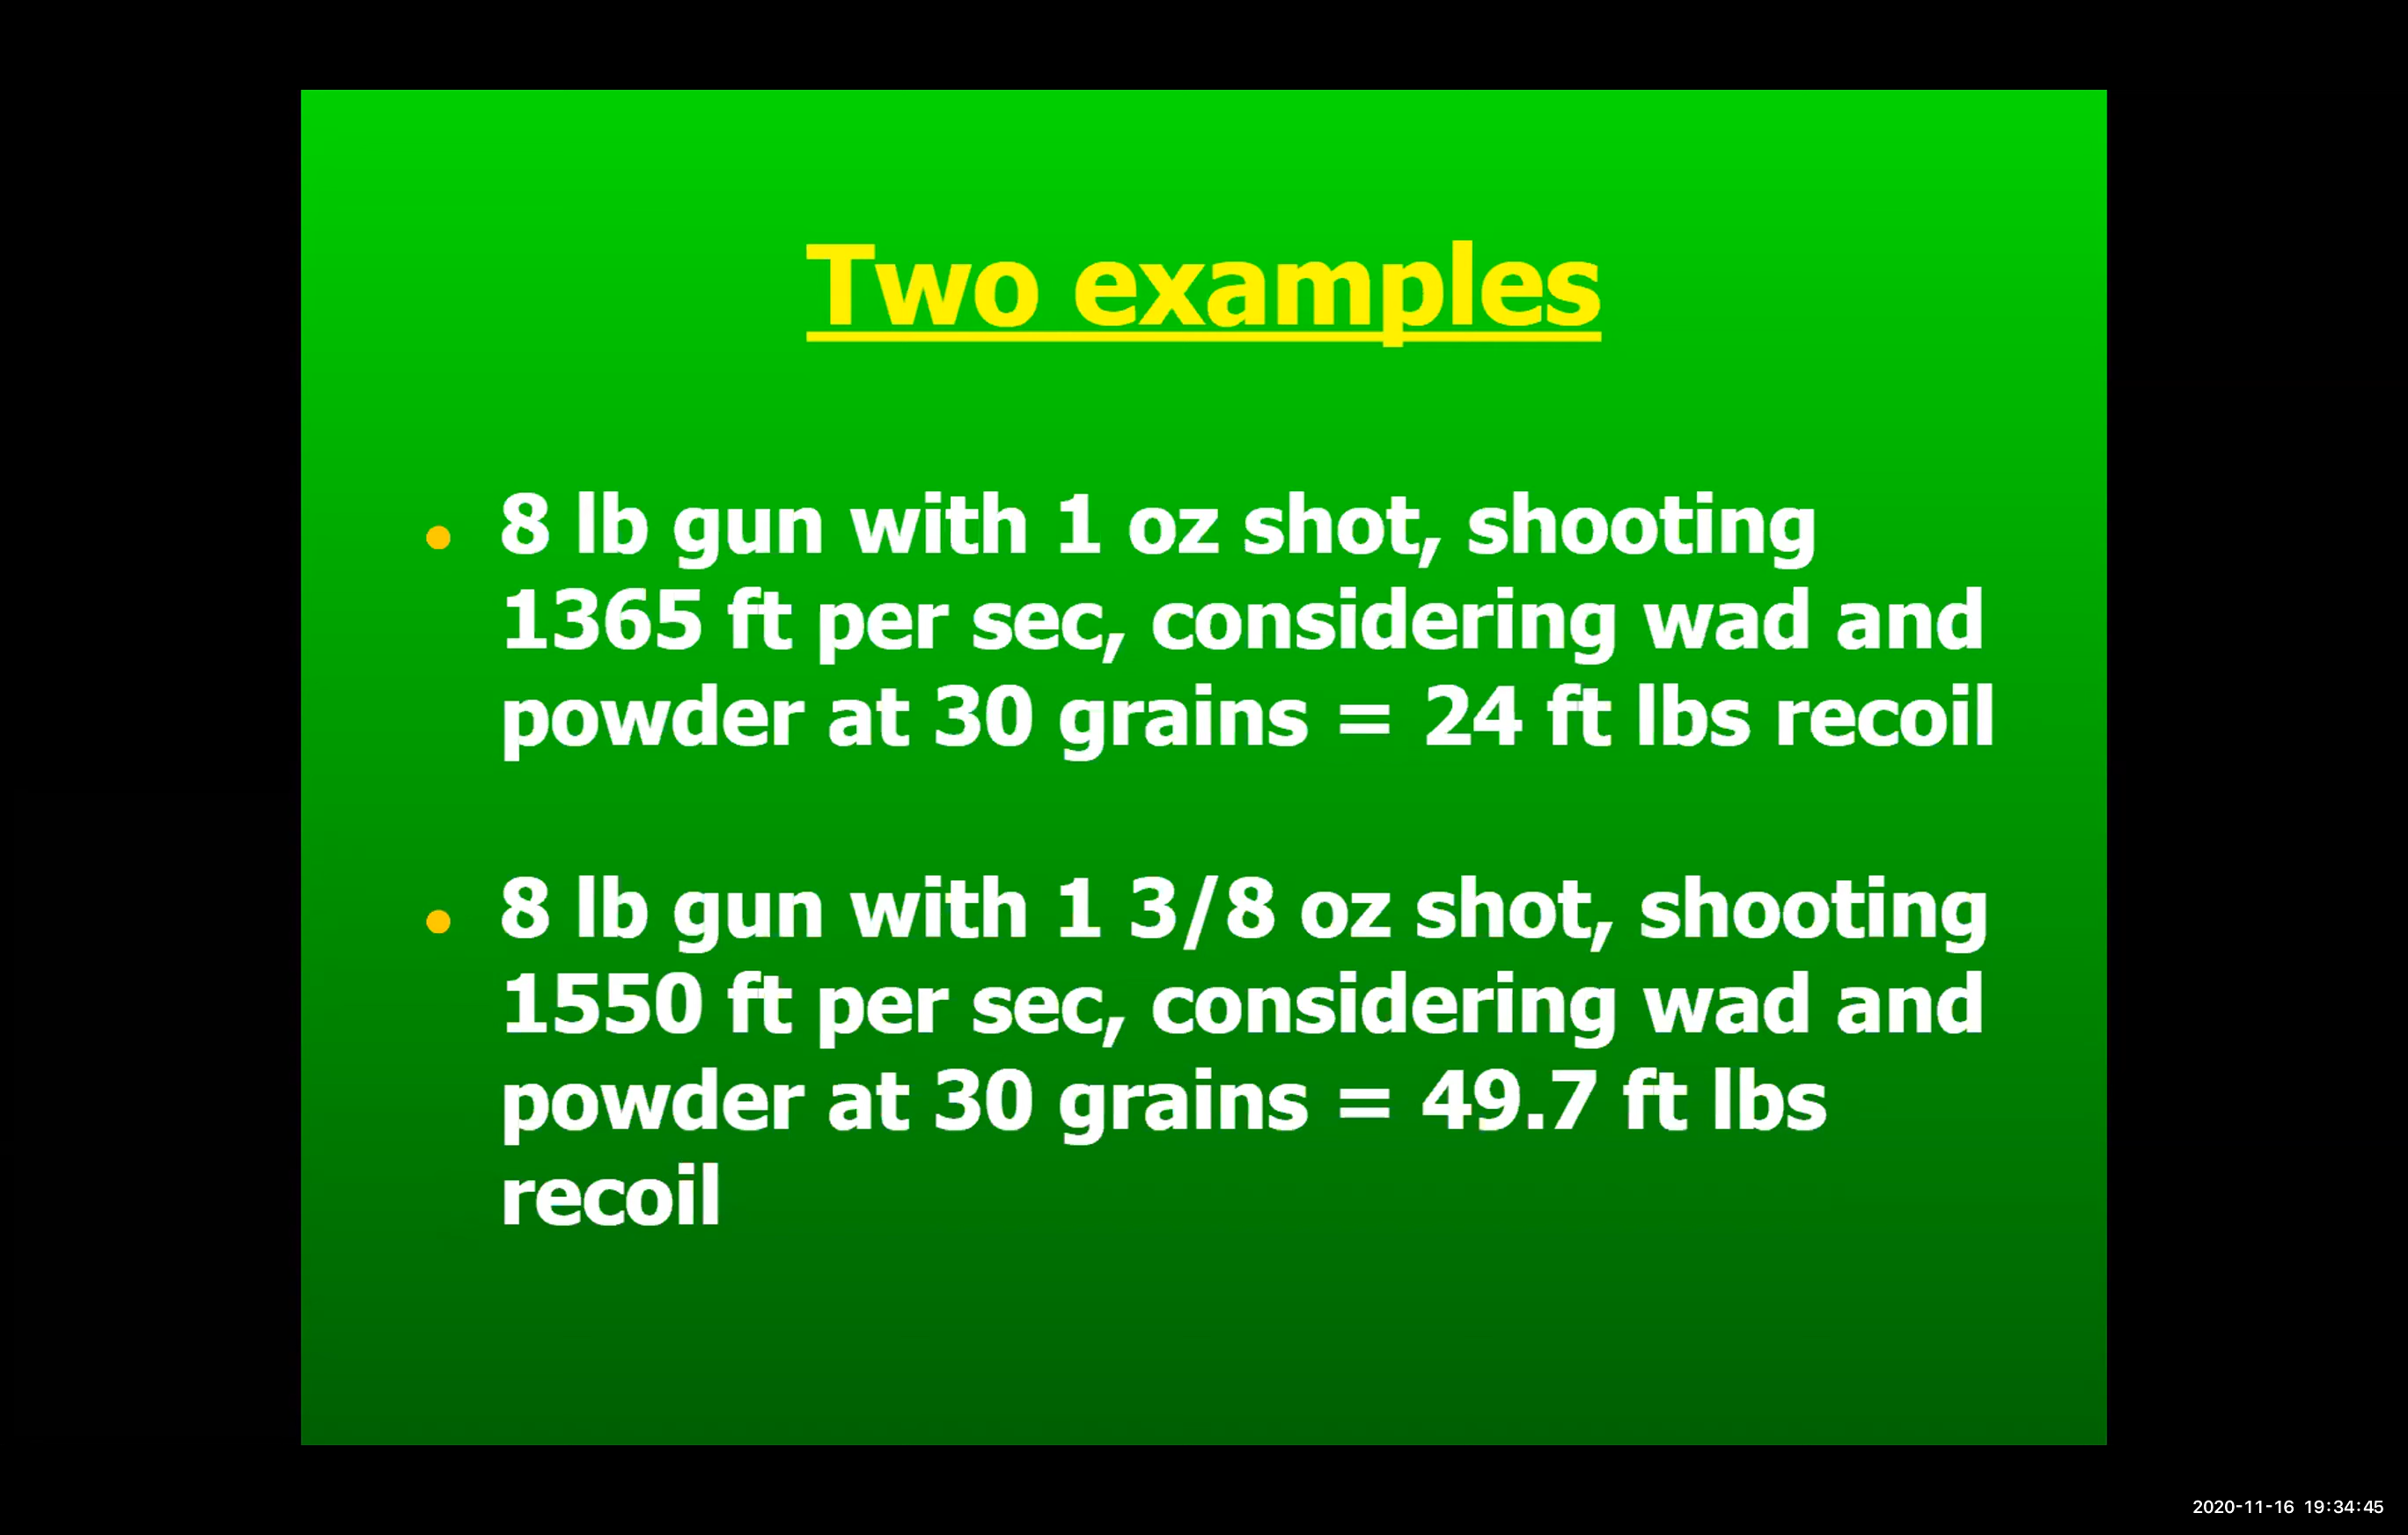 Two examples
• 8 lb gun with 1 oz shot, shooting
1365 ft per sec, considering wad and
powder at 30 grains = 24 ft lbs recoil
• 8 lb gun with 1 3/8 oz shot, shooting
1550 ft per sec, considering wad and
powder at 30 grains = 49.7 ft lbs
recoil
2020-11-16 19:34:45